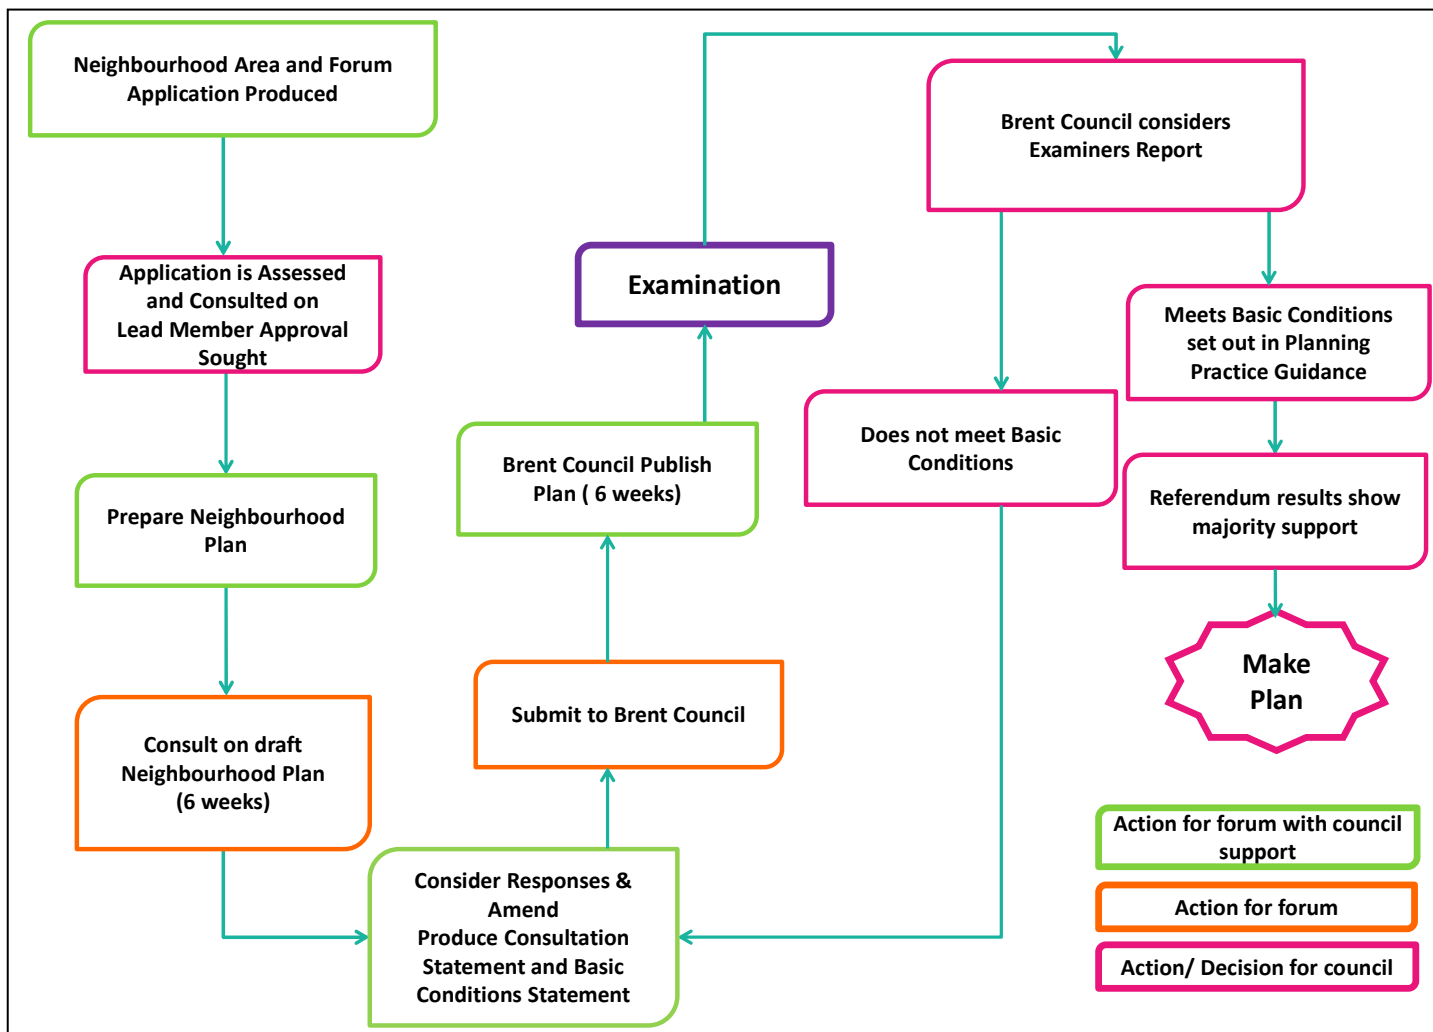 Neighbourhood Area and Forum
Application Produced
Application is Assessed
and Consulted on
Lead Member Approval
Sought
Prepare Neighbourhood
Plan
Consult on draft
Neighbourhood Plan
(6 weeks)
Consider Responses &
Amend
Produce Consultation
Statement and Basic
Conditions Statement
Submit to Brent Council
Brent Council Publish
Plan ( 6 weeks)
Examination
Brent Council considers
Examiners Report
Does not meet Basic
Conditions
Meets Basic Conditions
set out in Planning
Practice Guidance
Referendum results show
majority support
Make
Plan
Action for forum with council
support
Action for forum
Action/ Decision for council